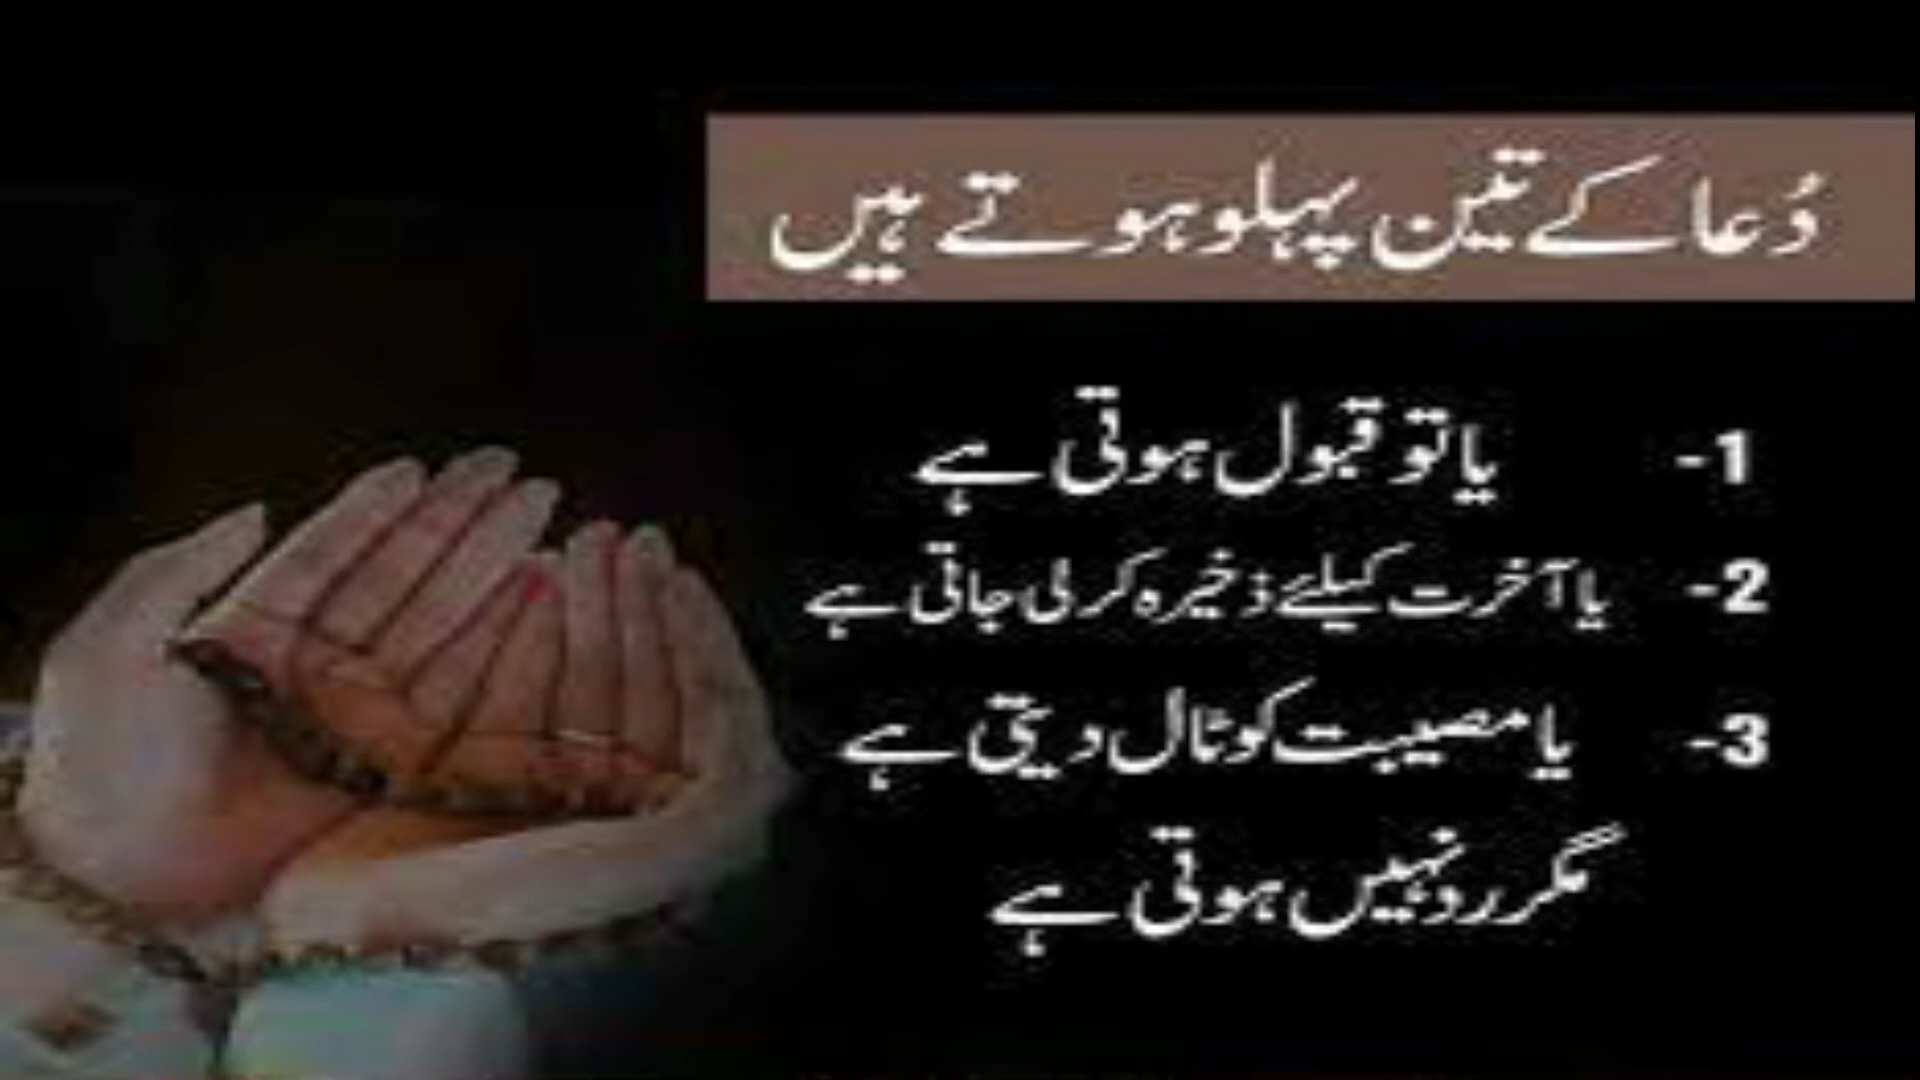 دُعا کے تین پہلو ہوتے ہیں
1- یا تو قبول ہوتی ہے
2- یا آخرت کیلئے ذخیرہ کر لی جاتی ہے
3- یا مصیبت کو ٹال دیتی ہے
مگر رد نہیں ہوتی ہے